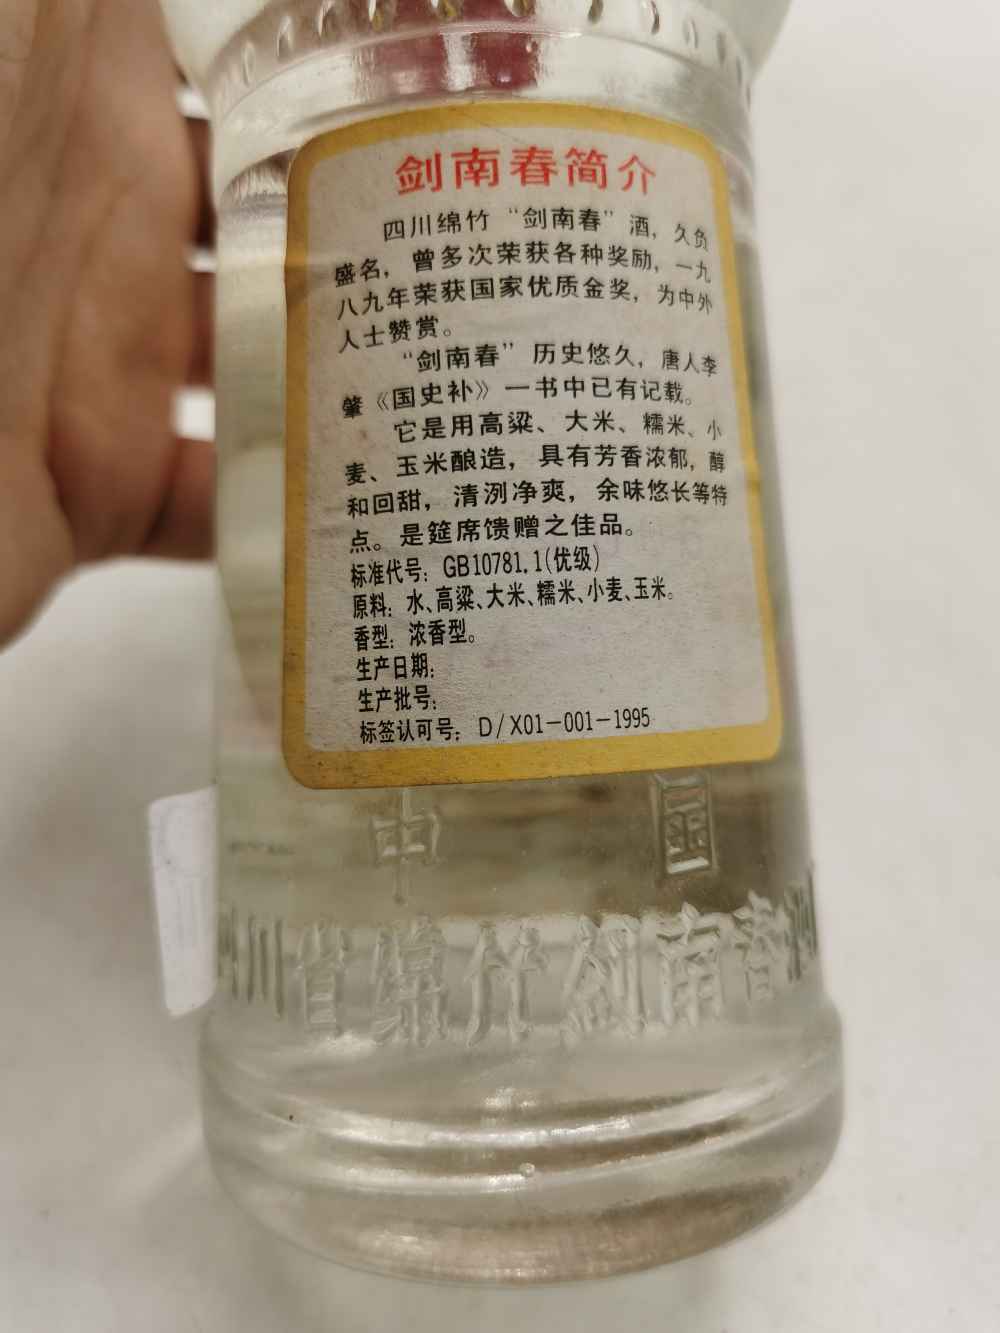 剑南春简介
四川绵竹“剑南春”酒，久负
盛名，曾多次荣获各种奖励，一九
八九年荣获国家优质金奖，为中外
人士赞赏。
“剑南春”历史悠久，唐人李
肇《国史补》一书中已有记载。
它是用高粱、大米、糯米、小
麦、玉米酿造，具有芳香浓郁，醇
和回甜，清洌净爽，余味悠长等特
点。是筵席馈赠之佳品。
标准代号：GB10781.1(优级)
原料：水、高粱、大米、糯米、小麦、玉米。
香型：浓香型。
生产日期：
生产批号：
标签认可号：D/X01-001-1995
中国
四川省绵竹剑南春酒